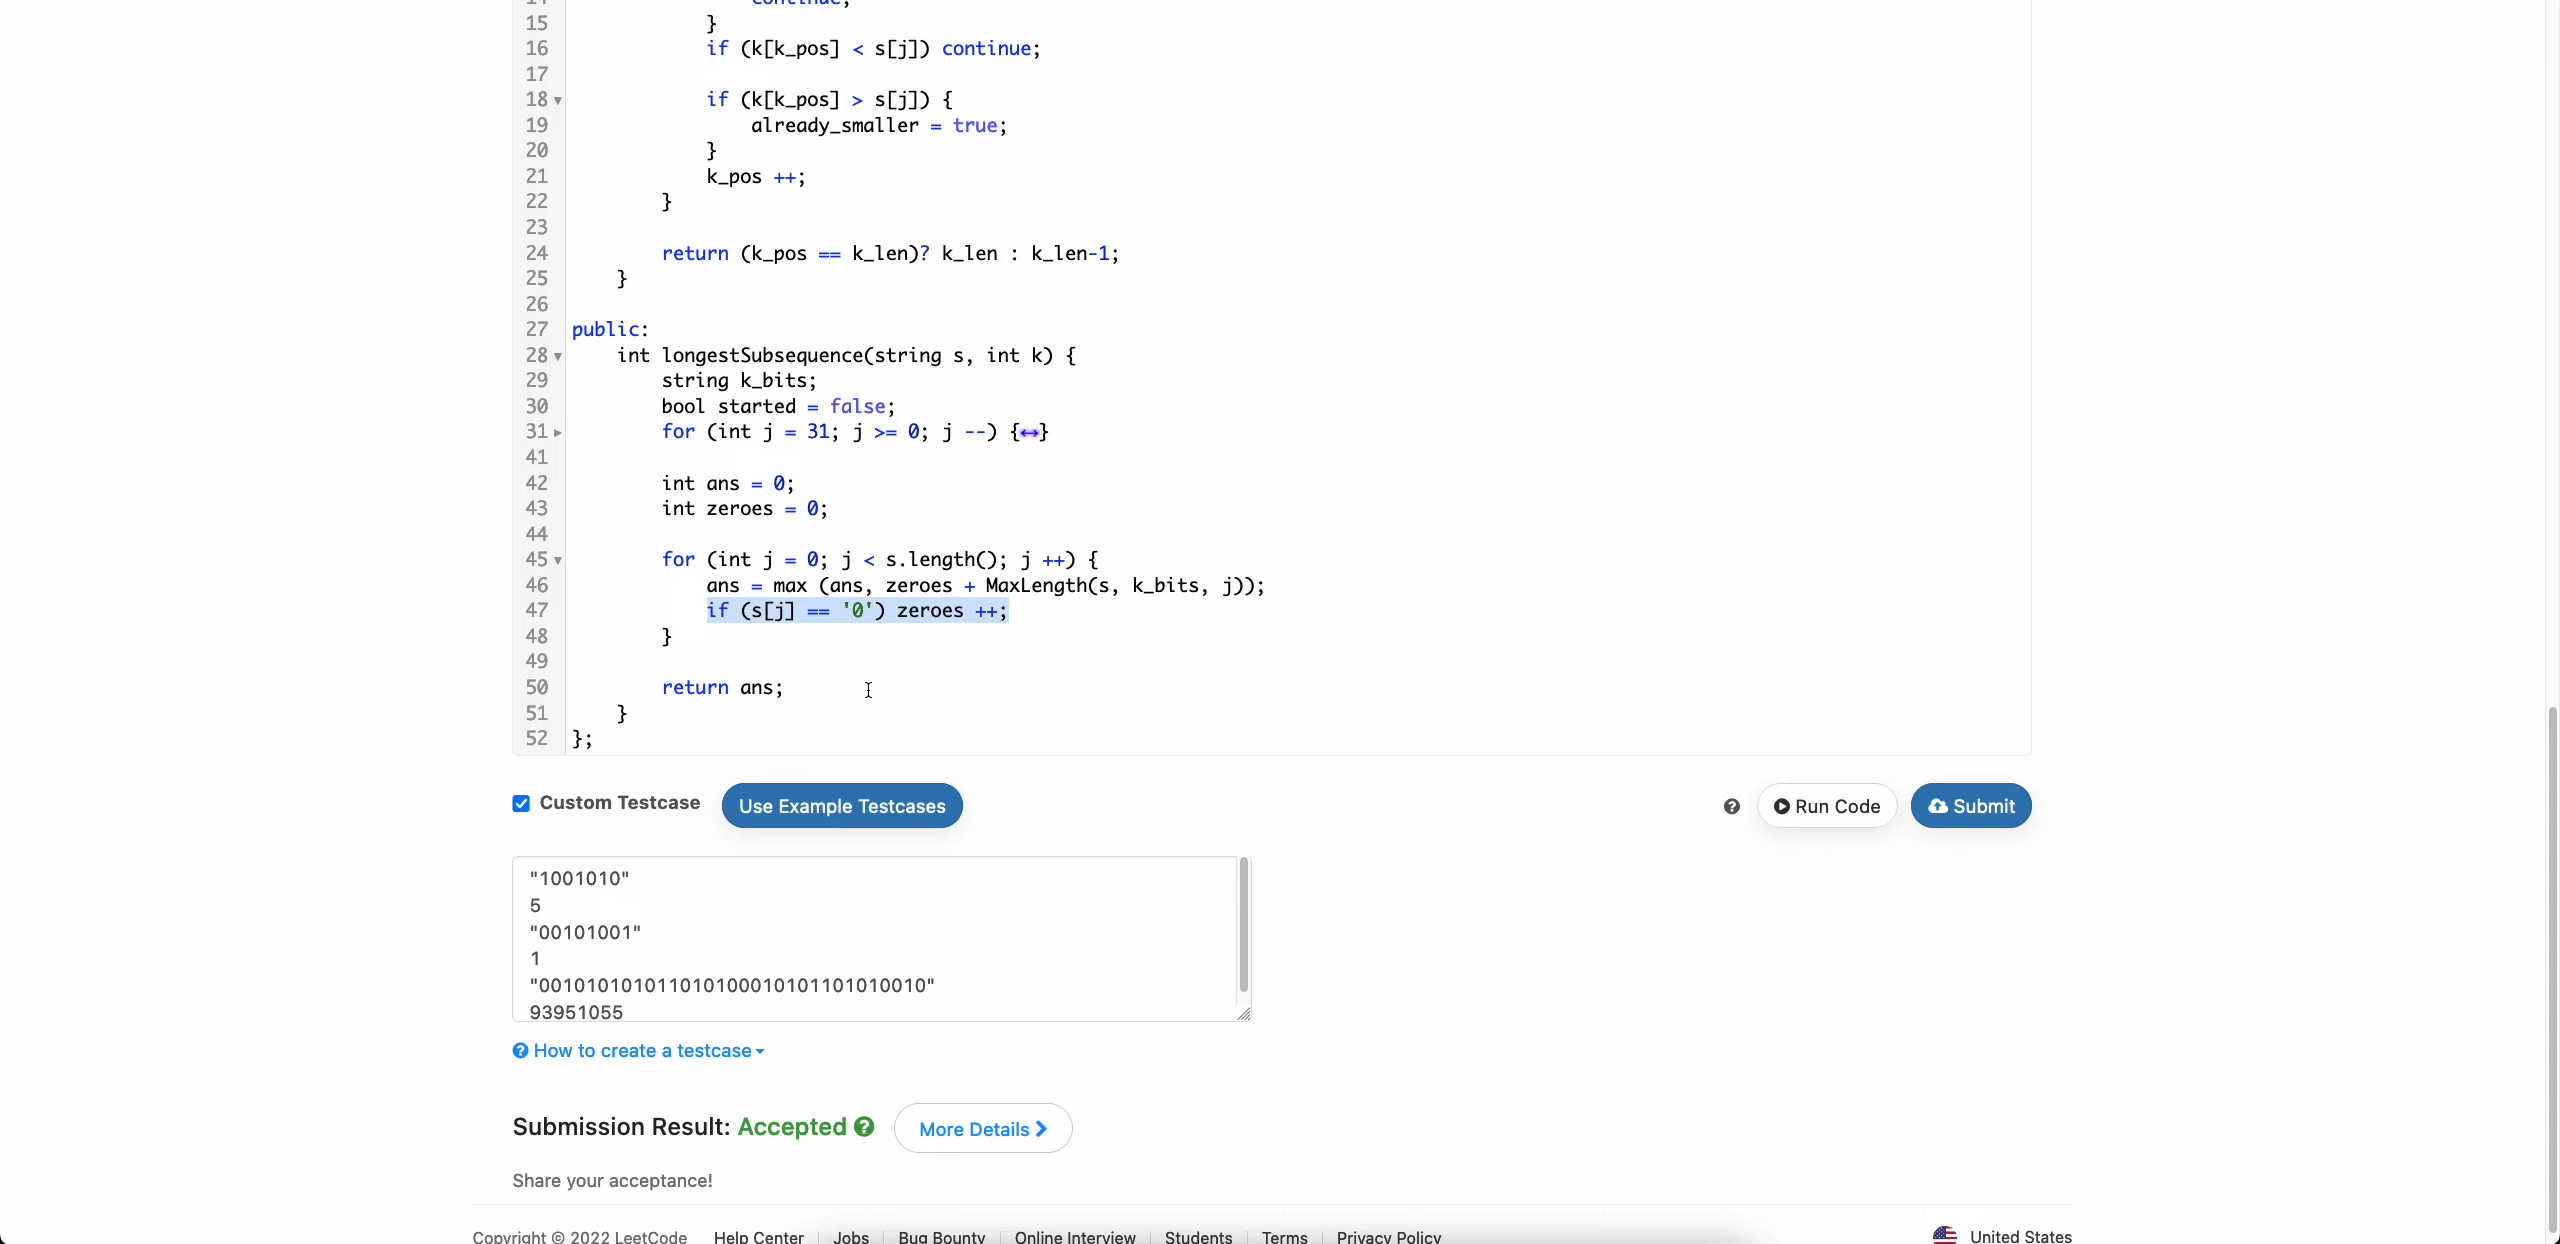 14 continue;
15 }
16 if (k[k_pos] < s[j]) continue;
17
18 if (k[k_pos] > s[j]) {
19 already_smaller = true;
20 }
21 k_pos ++;
22 }
23
24 return (k_pos == k_len)? k_len : k_len-1;
25 }
26
27 public:
28 int longestSubsequence(string s, int k) {
29 string k_bits;
30 bool started = false;
31 for (int j = 31; j >= 0; j --) {↔}
41
42 int ans = 0;
43 int zeroes = 0;
44
45 for (int j = 0; j < s.length(); j ++) {
46 ans = max (ans, zeroes + MaxLength(s, k_bits, j));
47 if (s[j] == '0') zeroes ++;
48 }
49
50 return ans;
51 }
52 };
Custom Testcase Use Example Testcases Run Code Submit
"1001010"
5
"00101001"
1
"00101010101101010001010110101​0010"
93951055
How to create a testcase
Submission Result: Accepted More Details
Share your acceptance!
Copyright © 2022 LeetCode Help Center Jobs Bug Bounty Online Interview Students Terms Privacy Policy United States